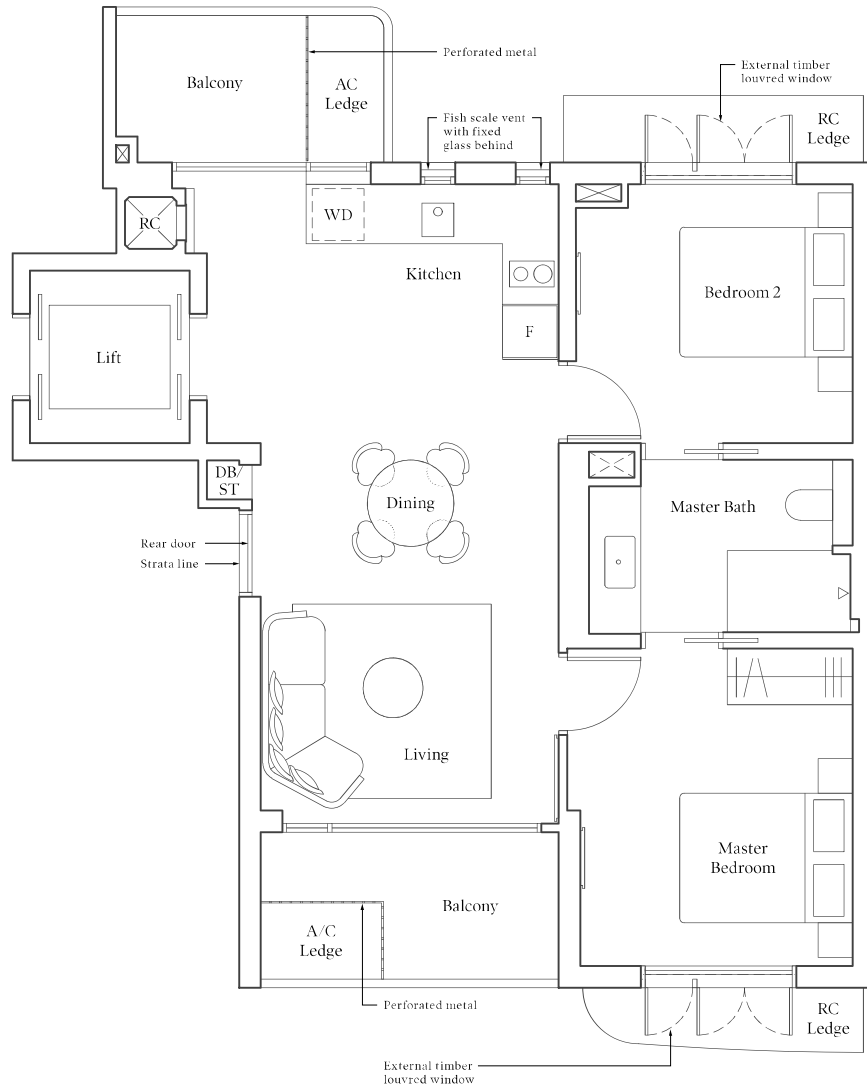 Perforated metal
Balcony
AC
Ledge
External timber
louvred window
RC
Ledge
Fish scale vent
with fixed
glass behind
WD
RC
Kitchen
Bedroom 2
F
Lift
DB/
ST
Dining
Master Bath
Rear door
Strata line
Living
Master
Bedroom
Balcony
A/C
Ledge
Perforated metal
RC
Ledge
External timber
louvred window